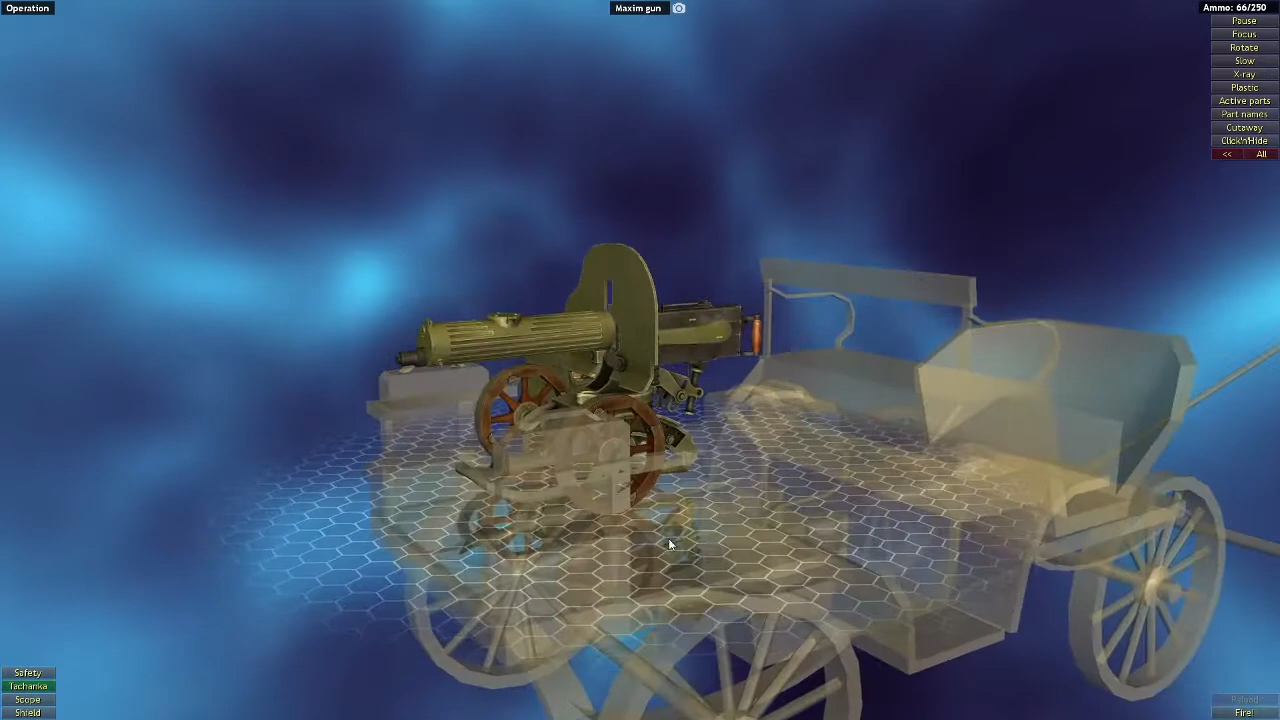 Operation
Maxim gun
Ammo: 66/250
Pause
Focus
Rotate
Slow
X-ray
Plastic
Active parts
Part names
Cutaway
Click'n'Hide
<< All
Safety
Tachanka
Scope
Shield
Reload
Fire!